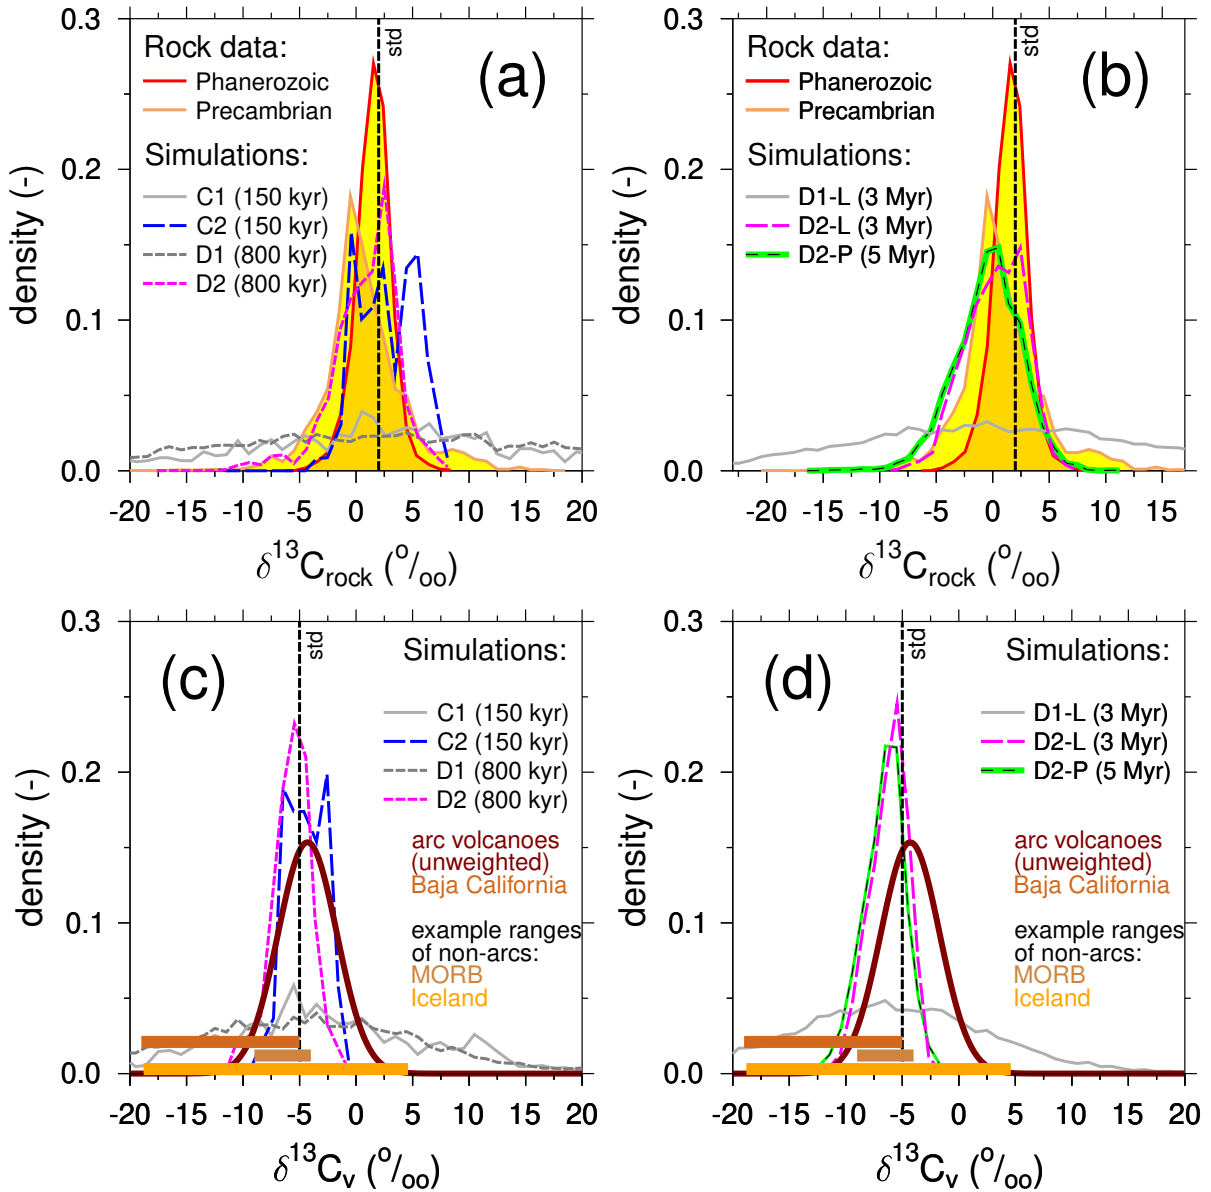 0.3
0.2
0.1
0.0
density (-)
Rock data:
Phanerozoic
Precambrian
Simulations:
C1 (150 kyr)
C2 (150 kyr)
D1 (800 kyr)
D2 (800 kyr)
std
(a)
-20 -15 -10 -5 0 5 10 15 20
δ13Crock (o/oo)
0.3
0.2
0.1
0.0
density (-)
Rock data:
Phanerozoic
Precambrian
Simulations:
D1-L (3 Myr)
D2-L (3 Myr)
D2-P (5 Myr)
std
(b)
-20 -15 -10 -5 0 5 10 15
δ13Crock (o/oo)
0.3
0.2
0.1
0.0
density (-)
(c)
std
Simulations:
C1 (150 kyr)
C2 (150 kyr)
D1 (800 kyr)
D2 (800 kyr)
arc volcanoes
(unweighted)
Baja California
example ranges
of non-arcs:
MORB
Iceland
-20 -15 -10 -5 0 5 10 15 20
δ13Cv (o/oo)
0.3
0.2
0.1
0.0
density (-)
(d)
std
Simulations:
D1-L (3 Myr)
D2-L (3 Myr)
D2-P (5 Myr)
arc volcanoes
(unweighted)
Baja California
example ranges
of non-arcs:
MORB
Iceland
-20 -15 -10 -5 0 5 10 15 20
δ13Cv (o/oo)